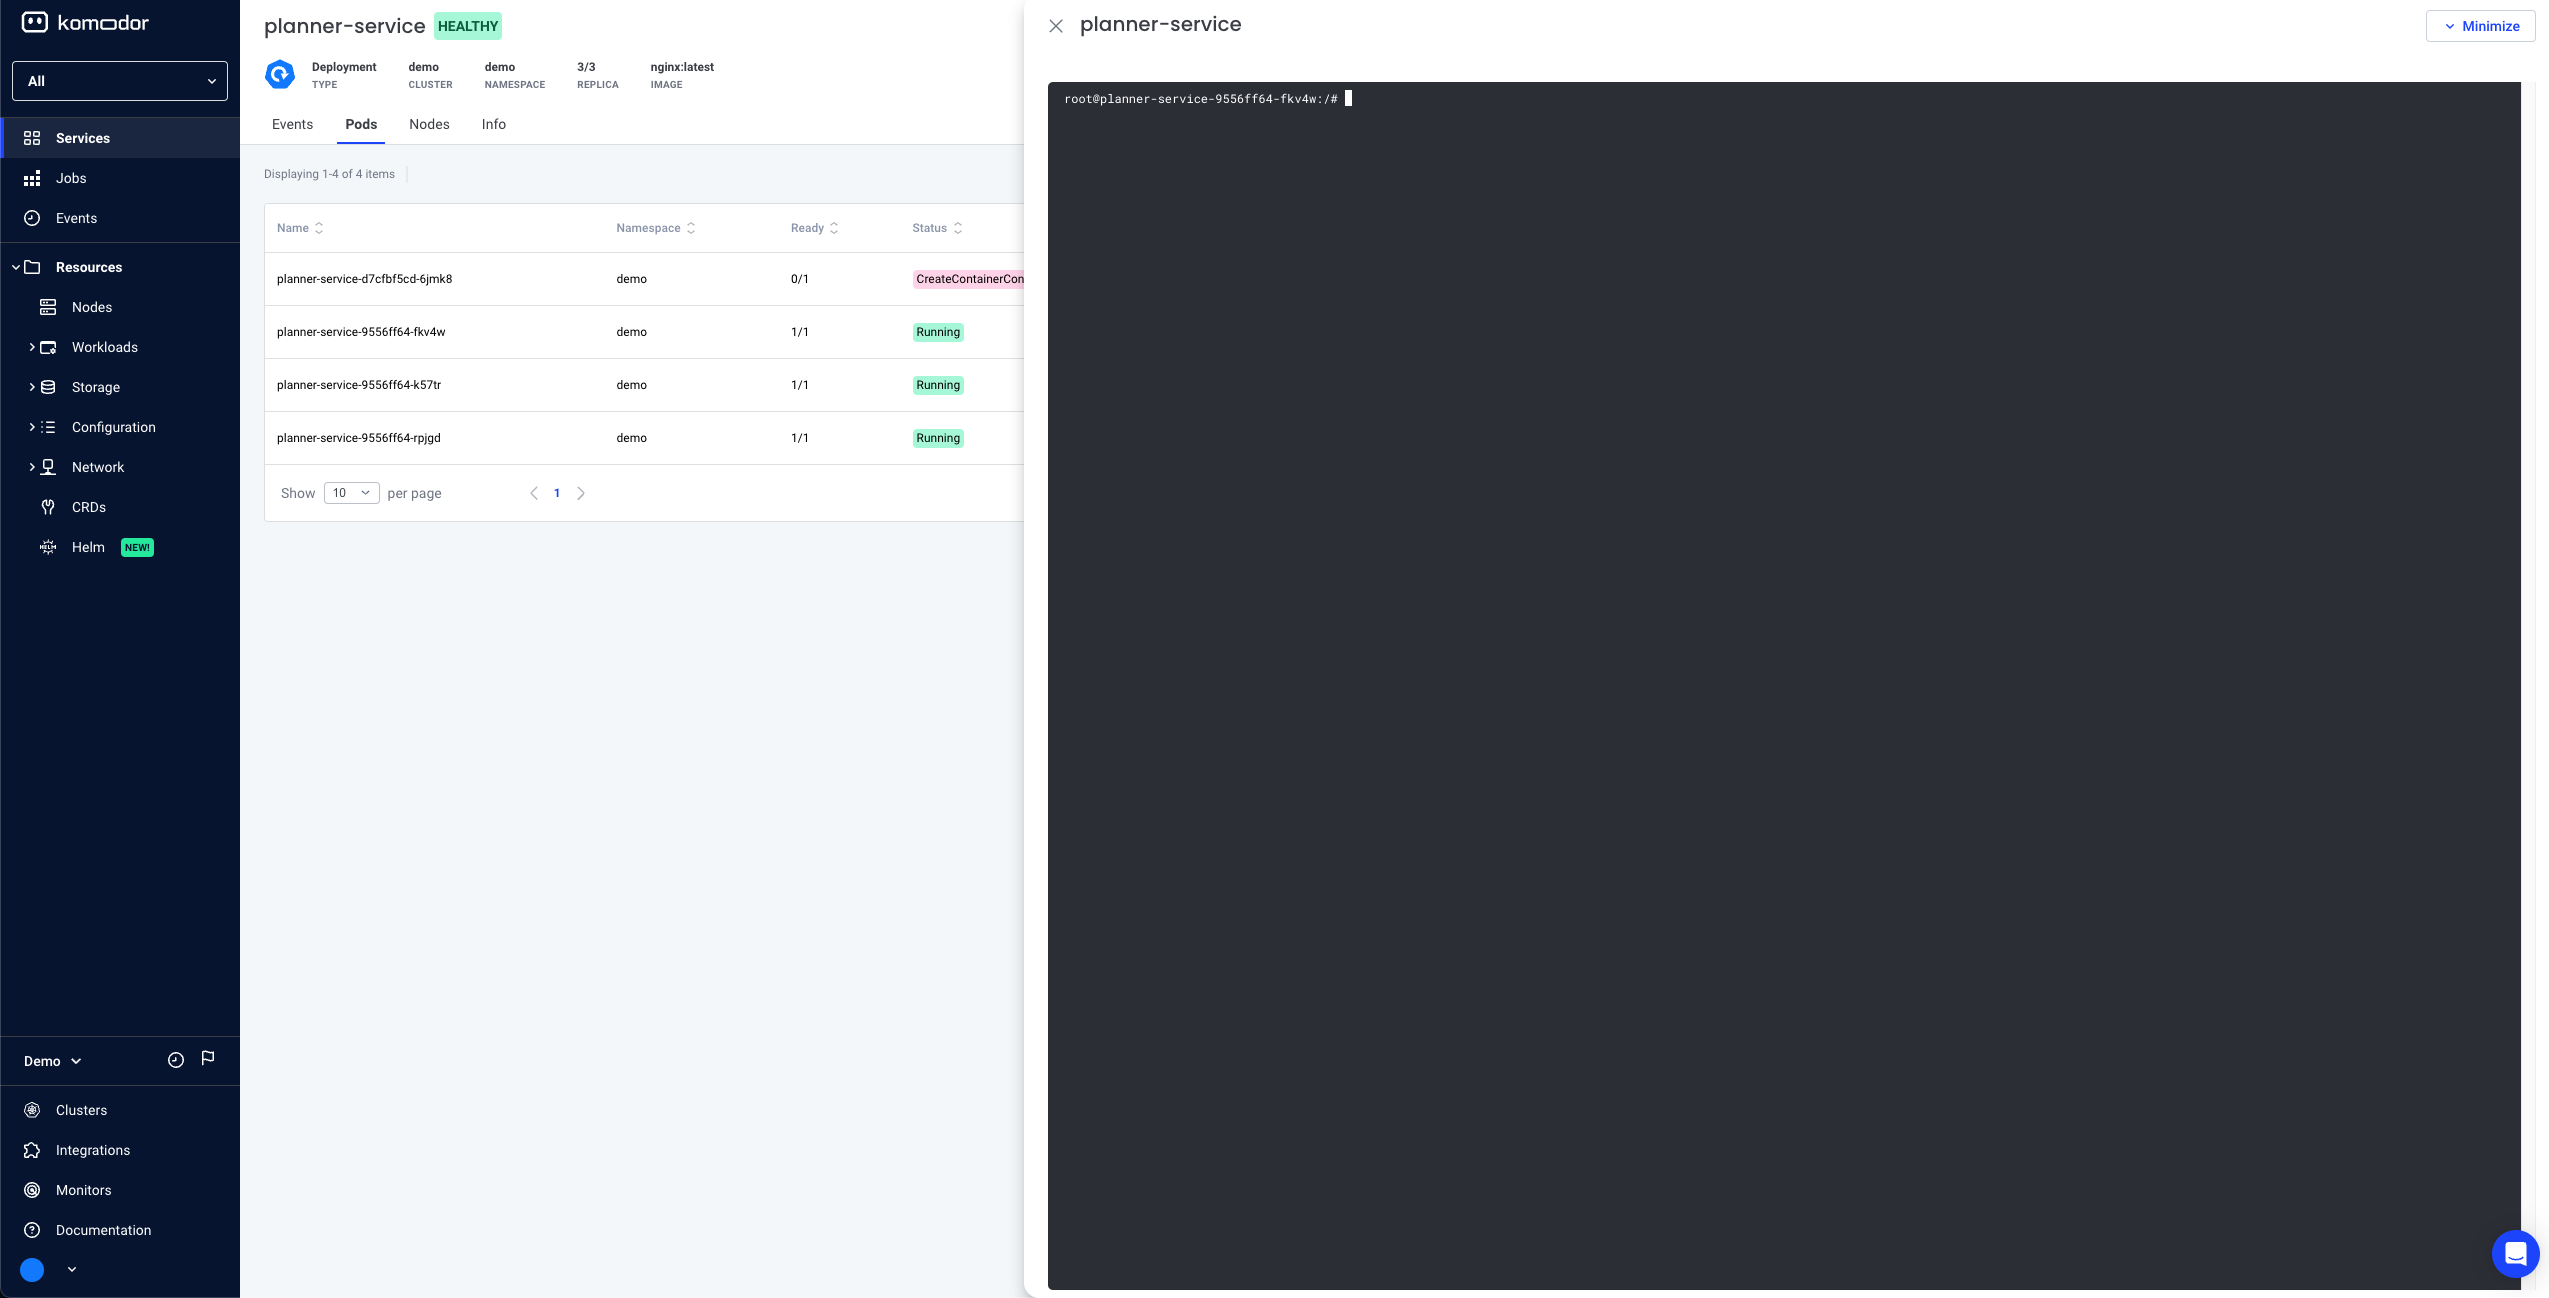 komodor
All
Services
Jobs
Events
Resources
Nodes
Workloads
Storage
Configuration
Network
CRDs
Helm NEW!
Demo
Clusters
Integrations
Monitors
Documentation
planner-service HEALTHY
Deployment demo demo 3/3 nginx:latest
TYPE CLUSTER NAMESPACE REPLICA IMAGE
Events Pods Nodes Info
Displaying 1-4 of 4 items
Name Namespace Ready Status
planner-service-d7cfbf5cd-6jmk8 demo 0/1 CreateContainerCon
planner-service-9556ff64-fkv4w demo 1/1 Running
planner-service-9556ff64-k57tr demo 1/1 Running
planner-service-9556ff64-rpjgd demo 1/1 Running
Show 10 per page 1
planner-service
Minimize
root@planner-service-9556ff64-fkv4w:/#